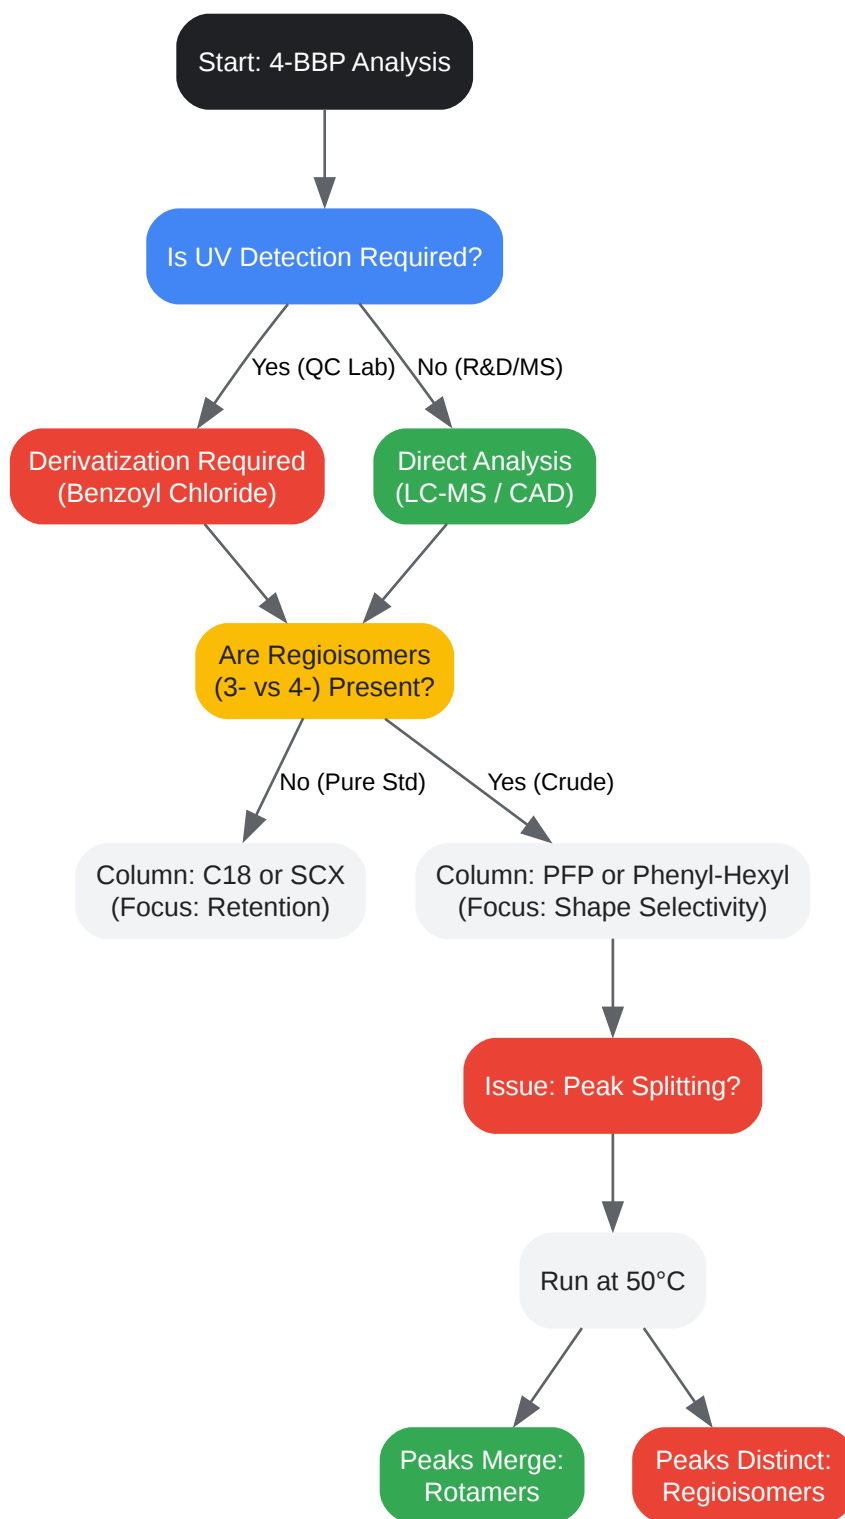 Start: 4-BBP Analysis
Is UV Detection Required?
Yes (QC Lab)
No (R&D/MS)
Derivatization Required
(Benzoyl Chloride)
Direct Analysis
(LC-MS / CAD)
Are Regioisomers
(3- vs 4-) Present?
No (Pure Std)
Yes (Crude)
Column: C18 or SCX
(Focus: Retention)
Column: PFP or Phenyl-Hexyl
(Focus: Shape Selectivity)
Issue: Peak Splitting?
Run at 50°C
Peaks Merge:
Rotamers
Peaks Distinct:
Regioisomers